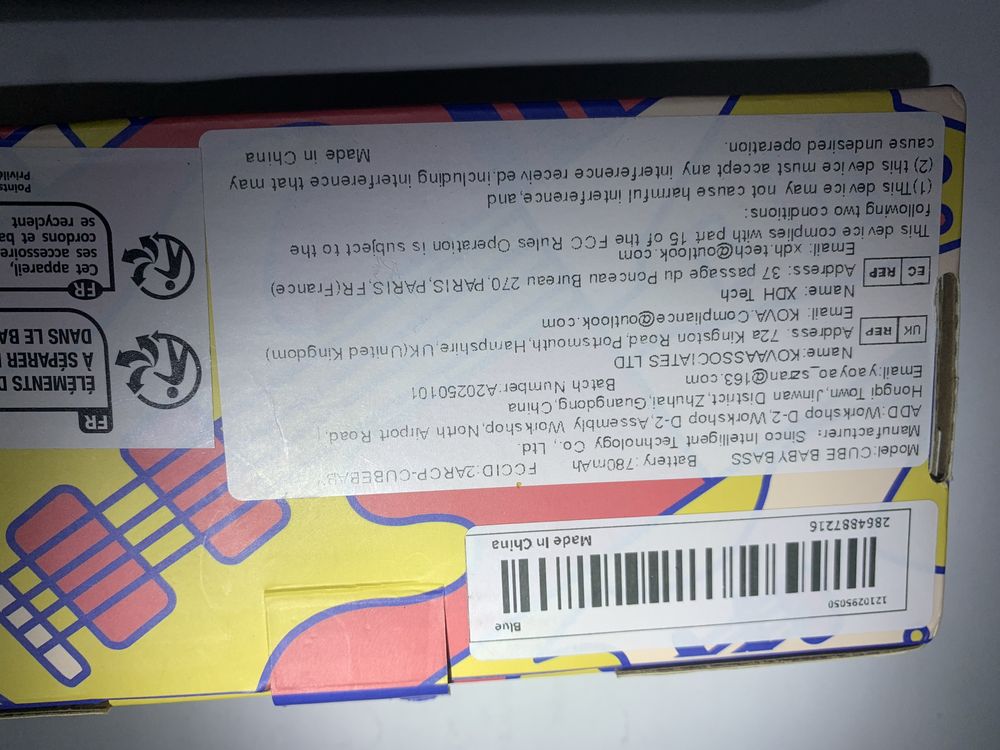 1210295050 Blue
2864887216 Made In China
Model:CUBE BABY BASS Battery:780mAh FCCID:2ARCP-CUBEBAB
Manufacturer: Sinco Intelligent Technology Co., Ltd.
ADD:Workshop D-2,Workshop D-2,Assembly Workshop,North Airport Road,
Hongqi Town,Jinwan District,Zhuhai,Guangdong,China
Email:yaoyao_szran@163.com Batch Number:A20250101
Name:KOVAASSOCIATES LTD
UK REP Address: 72a Kingston Road,Portsmouth,Hampshire,UK(United Kingdom)
Email: KOVA.Compliance@outlook.com
Name: XDH Tech
EC REP Address: 37 passage du Ponceau Bureau 270,PARIS,PARIS,FR(France)
Email: xdh.tech@outlook.com
This device complies with part 15 of the FCC Rules Operation is subject to the
following two conditions:
(1)This device may not cause harmful interference,and
(2) this device must accept any interference received,including interference that may
cause undesired operation. Made in China
FR
ÉLÉMENTS D
À SÉPARER
DANS LE BA
FR
Cet appareil,
ses accessoire
cordons et ba
se recyclent
Points
Privilé